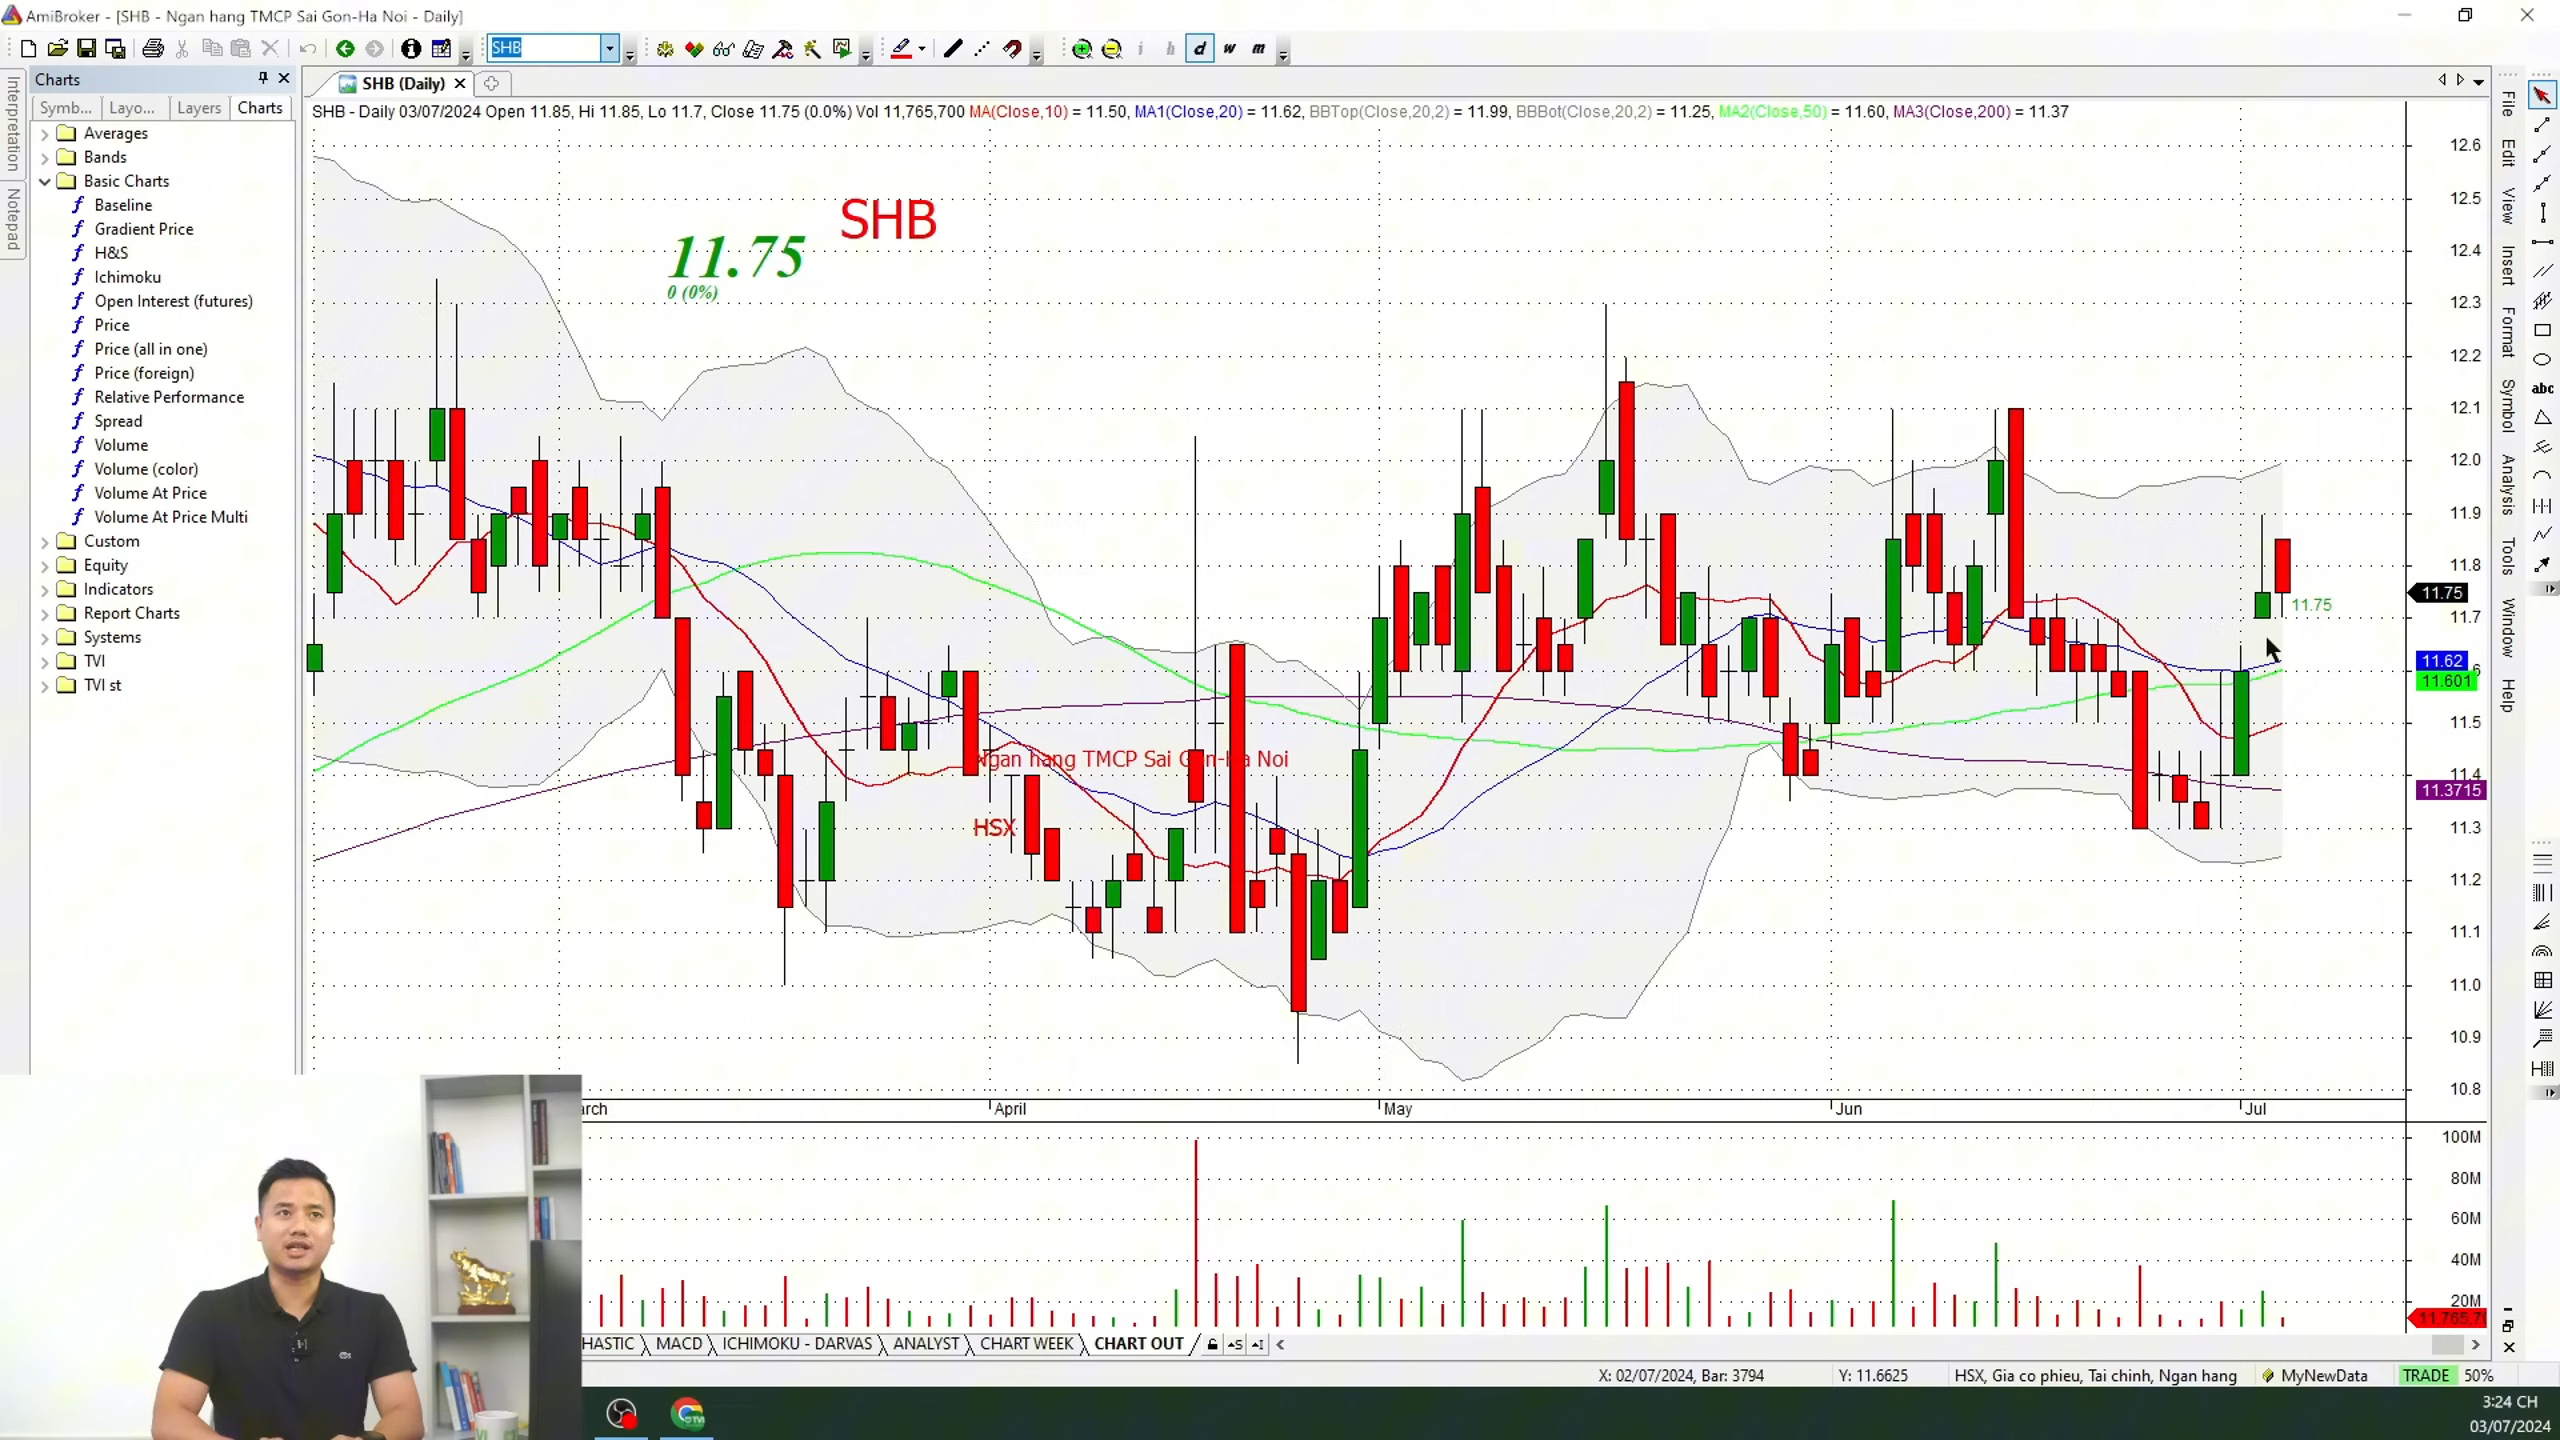 AmiBroker - [SHB - Ngan hang TMCP Sai Gon-Ha Noi - Daily]
SHB
d w m
Charts
SHB (Daily)
Symb... Layo... Layers Charts
Interpretation
Notepad
Averages
Bands
Basic Charts
Baseline
Gradient Price
H&S
Ichimoku
Open Interest (futures)
Price
Price (all in one)
Price (foreign)
Relative Performance
Spread
Volume
Volume (color)
Volume At Price
Volume At Price Multi
Custom
Equity
Indicators
Report Charts
Systems
TVI
TVI st
SHB - Daily 03/07/2024 Open 11.85, Hi 11.85, Lo 11.7, Close 11.75 (0.0%) Vol 11,765,700 MA(Close,10) = 11.50, MA1(Close,20) = 11.62, BBTop(Close,20,2) = 11.99, BBBot(Close,20,2) = 11.25, MA2(Close,50) = 11.60, MA3(Close,200) = 11.37
SHB
11.75
0 (0%)
Ngan hang TMCP Sai Gon-Ha Noi
HSX
11.75
12.6
12.5
12.4
12.3
12.2
12.1
12.0
11.9
11.8
11.75
11.7
11.62
11.601
11.5
11.4
11.3715
11.3
11.2
11.1
11.0
10.9
10.8
arch April May Jun Jul
100M
80M
60M
40M
20M
File
Edit
View
Insert
Format
Symbol
Analysis
Tools
Window
Help
abc
HASTIC MACD ICHIMOKU - DARVAS ANALYST CHART WEEK CHART OUT
X: 02/07/2024, Bar: 3794 Y: 11.6625 HSX, Gia co phieu, Tai chinh, Ngan hang MyNewData TRADE 50%
3:24 CH
03/07/2024